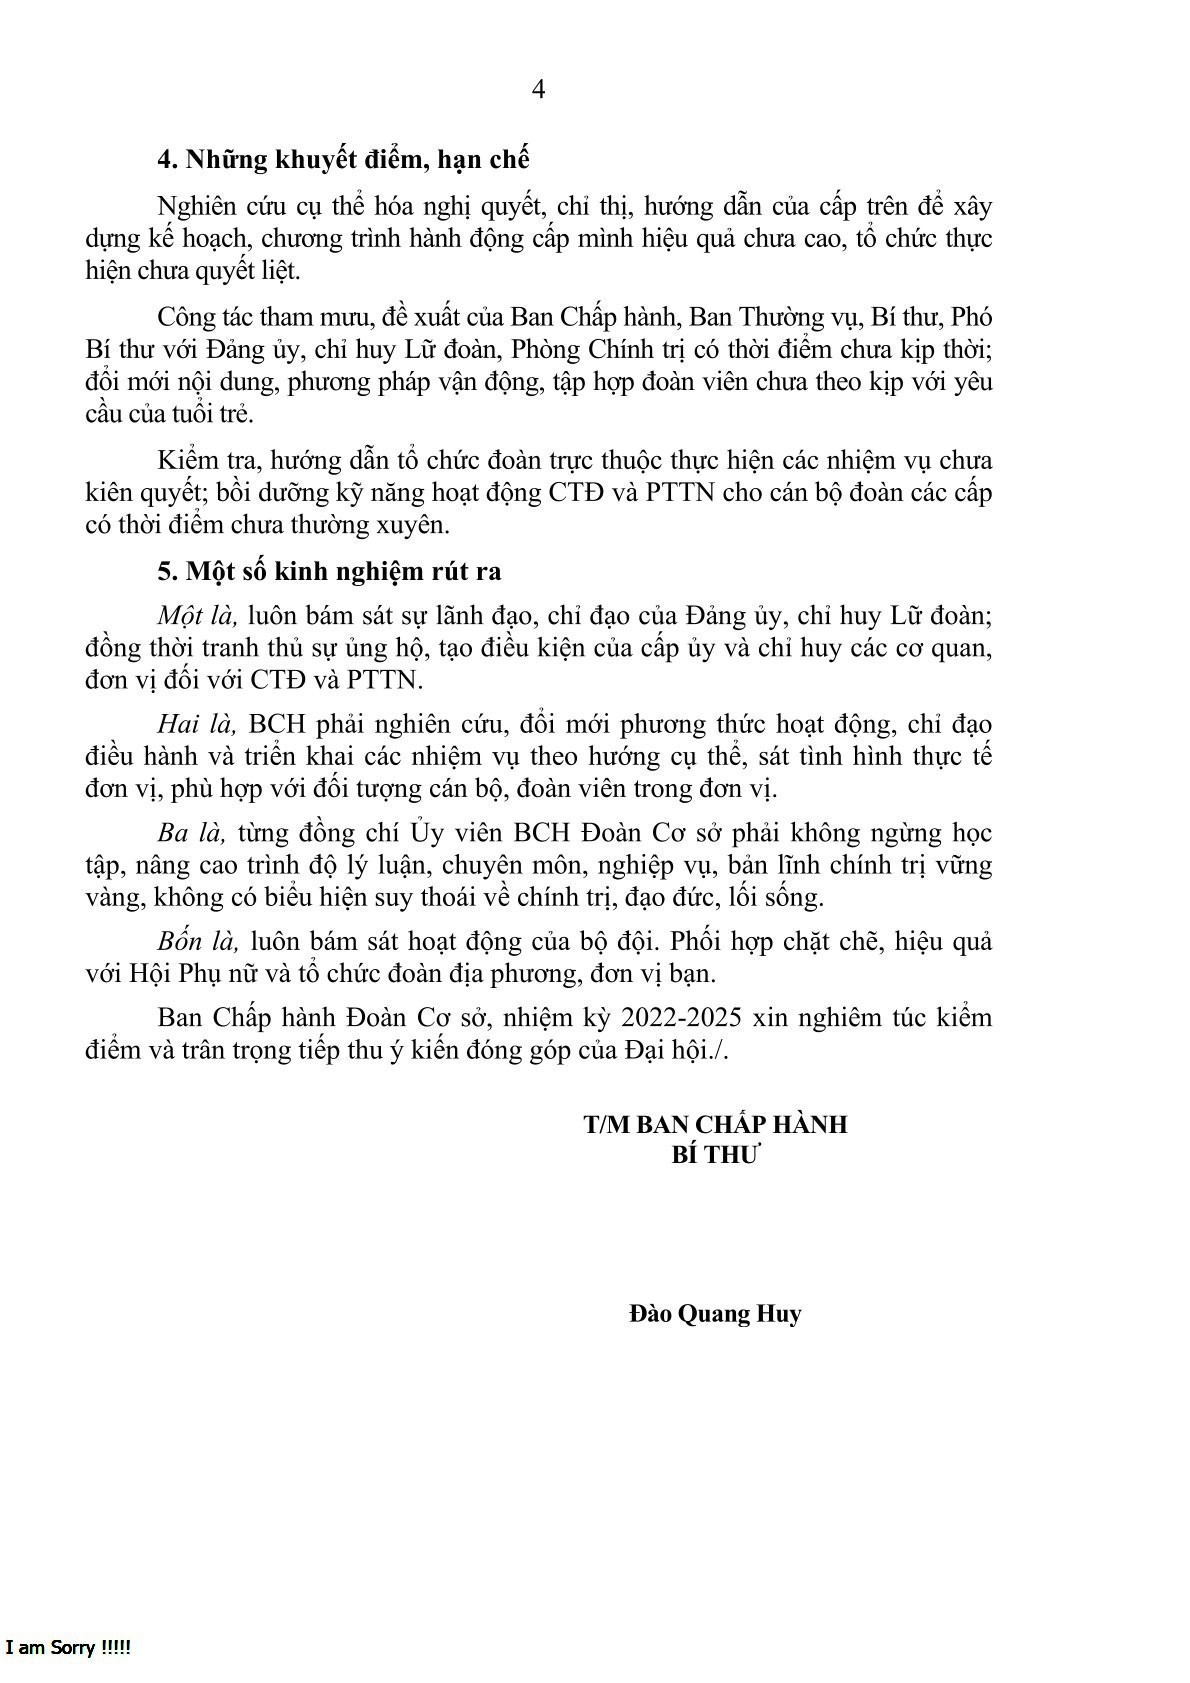 4
4. Những khuyết điểm, hạn chế
Nghiên cứu cụ thể hóa nghị quyết, chỉ thị, hướng dẫn của cấp trên để xây
dựng kế hoạch, chương trình hành động cấp mình hiệu quả chưa cao, tổ chức thực
hiện chưa quyết liệt.
Công tác tham mưu, đề xuất của Ban Chấp hành, Ban Thường vụ, Bí thư, Phó
Bí thư với Đảng ủy, chỉ huy Lữ đoàn, Phòng Chính trị có thời điểm chưa kịp thời;
đổi mới nội dung, phương pháp vận động, tập hợp đoàn viên chưa theo kịp với yêu
cầu của tuổi trẻ.
Kiểm tra, hướng dẫn tổ chức đoàn trực thuộc thực hiện các nhiệm vụ chưa
kiên quyết; bồi dưỡng kỹ năng hoạt động CTĐ và PTTN cho cán bộ đoàn các cấp
có thời điểm chưa thường xuyên.
5. Một số kinh nghiệm rút ra
Một là, luôn bám sát sự lãnh đạo, chỉ đạo của Đảng ủy, chỉ huy Lữ đoàn;
đồng thời tranh thủ sự ủng hộ, tạo điều kiện của cấp ủy và chỉ huy các cơ quan,
đơn vị đối với CTĐ và PTTN.
Hai là, BCH phải nghiên cứu, đổi mới phương thức hoạt động, chỉ đạo
điều hành và triển khai các nhiệm vụ theo hướng cụ thể, sát tình hình thực tế
đơn vị, phù hợp với đối tượng cán bộ, đoàn viên trong đơn vị.
Ba là, từng đồng chí Ủy viên BCH Đoàn Cơ sở phải không ngừng học
tập, nâng cao trình độ lý luận, chuyên môn, nghiệp vụ, bản lĩnh chính trị vững
vàng, không có biểu hiện suy thoái về chính trị, đạo đức, lối sống.
Bốn là, luôn bám sát hoạt động của bộ đội. Phối hợp chặt chẽ, hiệu quả
với Hội Phụ nữ và tổ chức đoàn địa phương, đơn vị bạn.
Ban Chấp hành Đoàn Cơ sở, nhiệm kỳ 2022-2025 xin nghiêm túc kiểm
điểm và trân trọng tiếp thu ý kiến đóng góp của Đại hội./.
T/M BAN CHẤP HÀNH
BÍ THƯ
Đào Quang Huy
I am Sorry !!!!!